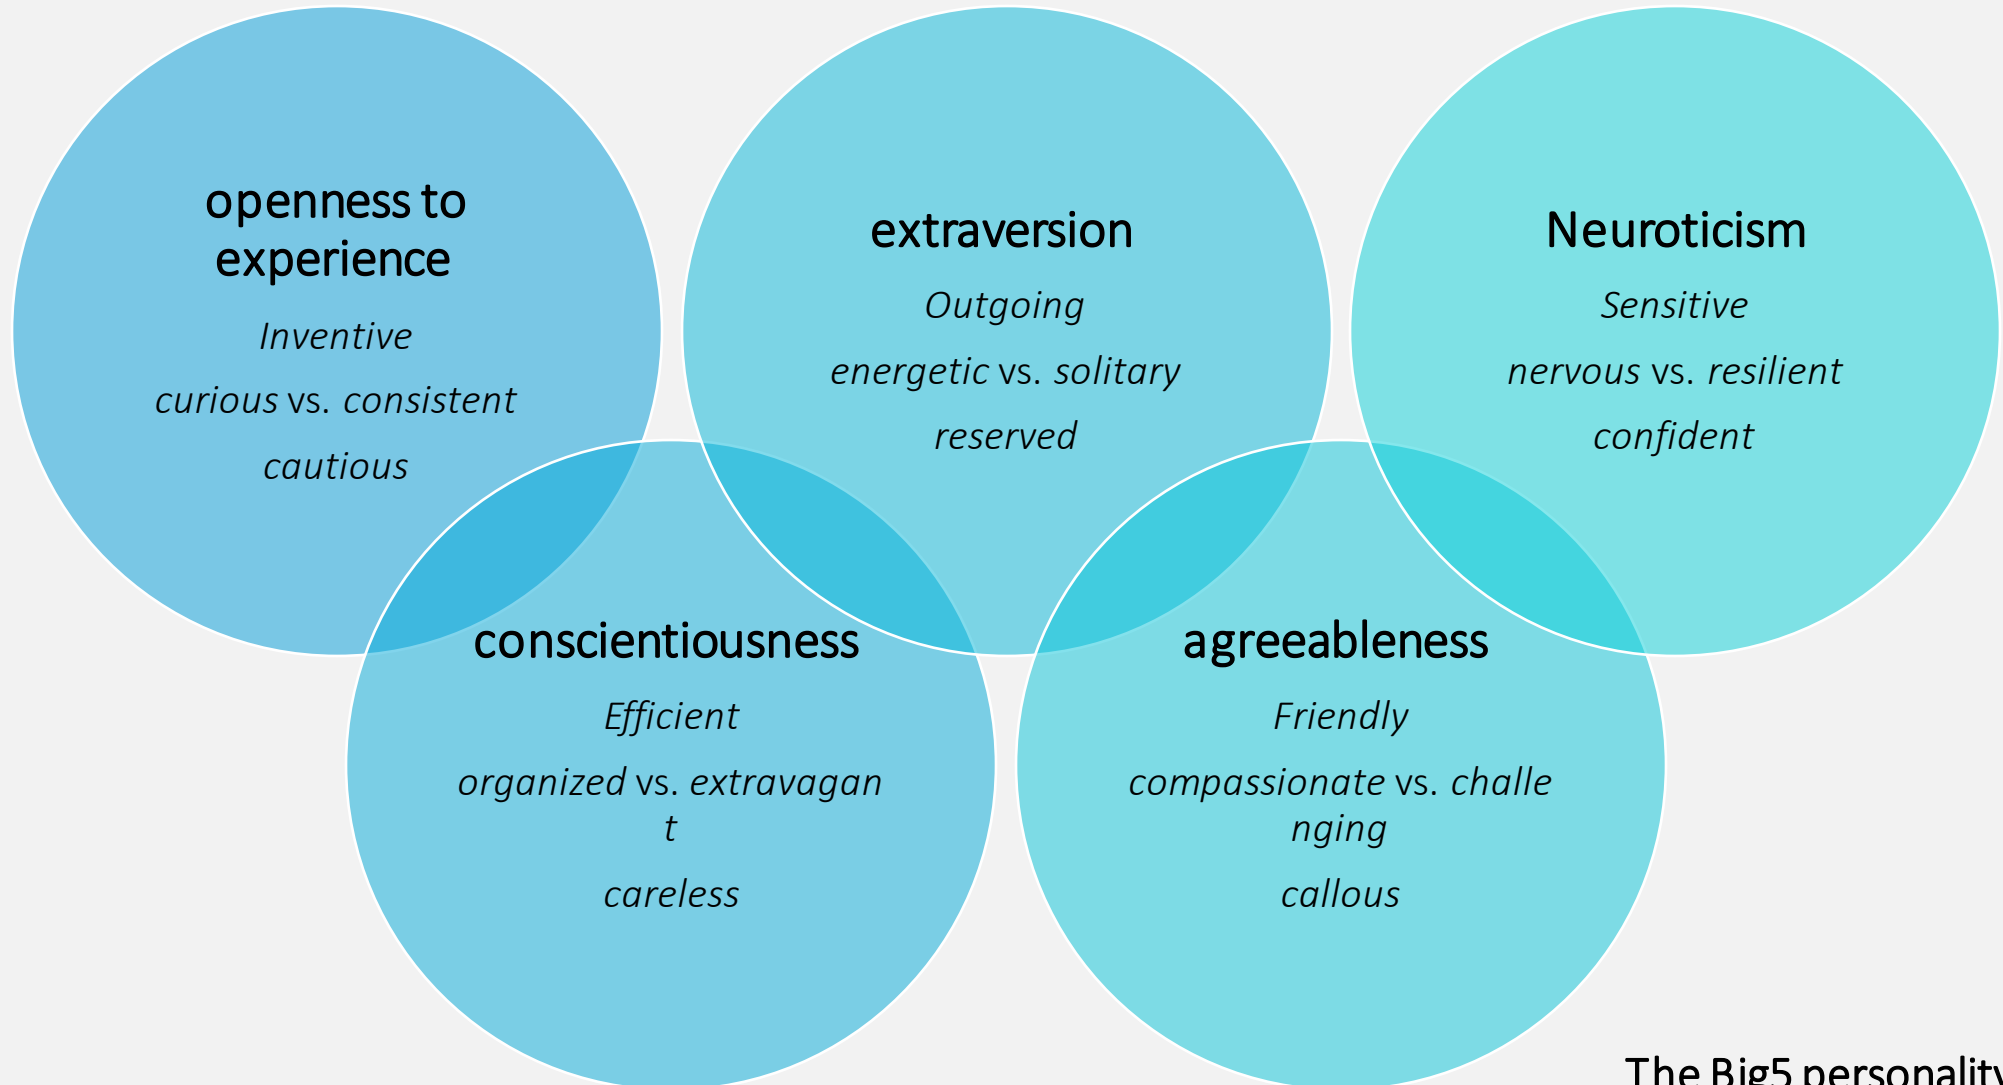 openness to
experience
Inventive
curious vs. consistent
cautious
extraversion
Outgoing
energetic vs. solitary
reserved
Neuroticism
Sensitive
nervous vs. resilient
confident
conscientiousness
Efficient
organized vs. extravagan
t
careless
agreeableness
Friendly
compassionate vs. challe
nging
callous
The Big5 personality